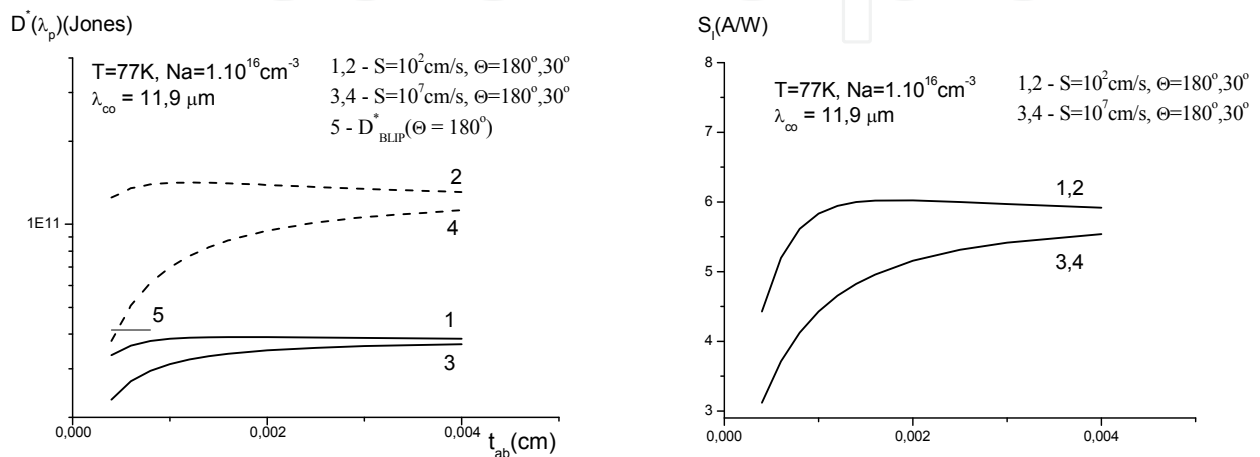 D*(λp)(Jones)
T=77K, Na=1.10^16cm^-3
λco = 11,9 μm
1,2 - S=10^2cm/s, Θ=180°,30°
3,4 - S=10^7cm/s, Θ=180°,30°
5 - D*BLIP(Θ = 180°)
2
1E11
4
5
1
3
0,000
0,002
0,004
tab(cm)
SI(A/W)
8
T=77K, Na=1.10^16cm^-3
λco = 11,9 μm
1,2 - S=10^2cm/s, Θ=180°,30°
3,4 - S=10^7cm/s, Θ=180°,30°
7
1,2
6
3,4
5
4
3
0,000
0,002
0,004